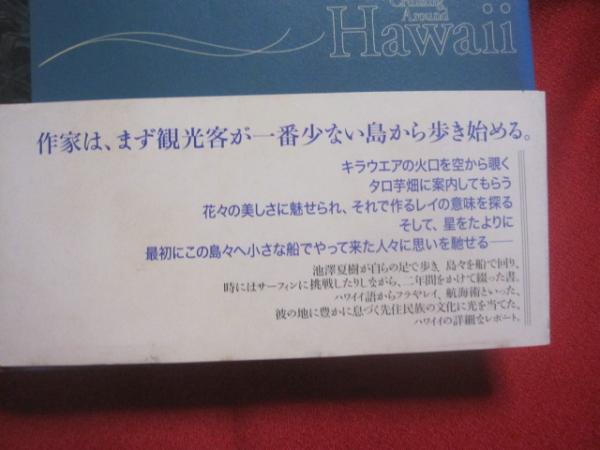 Cruising
Around
Hawaii
作家は、まず観光客が一番少ない島から歩き始める。
キラウエアの火口を空から覗く
タロ芋畑に案内してもらう
花々の美しさに魅せられ、それで作るレイの意味を探る
そして、星をたよりに
最初にこの島々へ小さな船でやって来た人々に思いを馳せる──
池澤夏樹が自らの足で歩き、島々を船で回り、
時にはサーフィンに挑戦したりしながら、二年間をかけて綴った書。
ハワイイ語からフラやレイ、航海術といった、
彼の地に豊かに息づく先住民族の文化に光を当てた、
ハワイイの詳細なレポート。